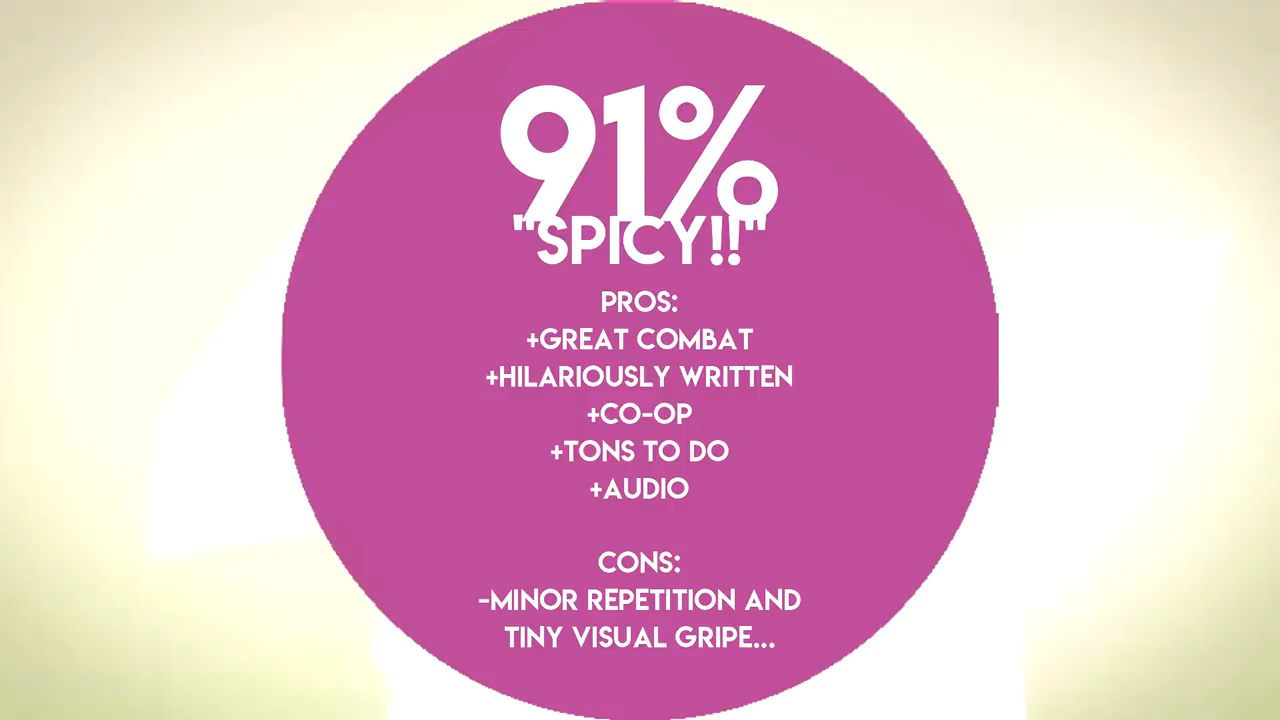 91%
"SPICY!!"
PROS:
+GREAT COMBAT
+HILARIOUSLY WRITTEN
+CO-OP
+TONS TO DO
+AUDIO
CONS:
-MINOR REPETITION AND
TINY VISUAL GRIPE...